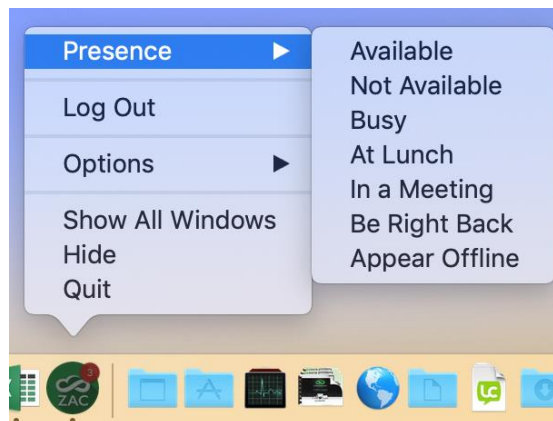 Presence
Log Out
Options
Show All Windows
Hide
Quit
Available
Not Available
Busy
At Lunch
In a Meeting
Be Right Back
Appear Offline
3
ZAC
LC